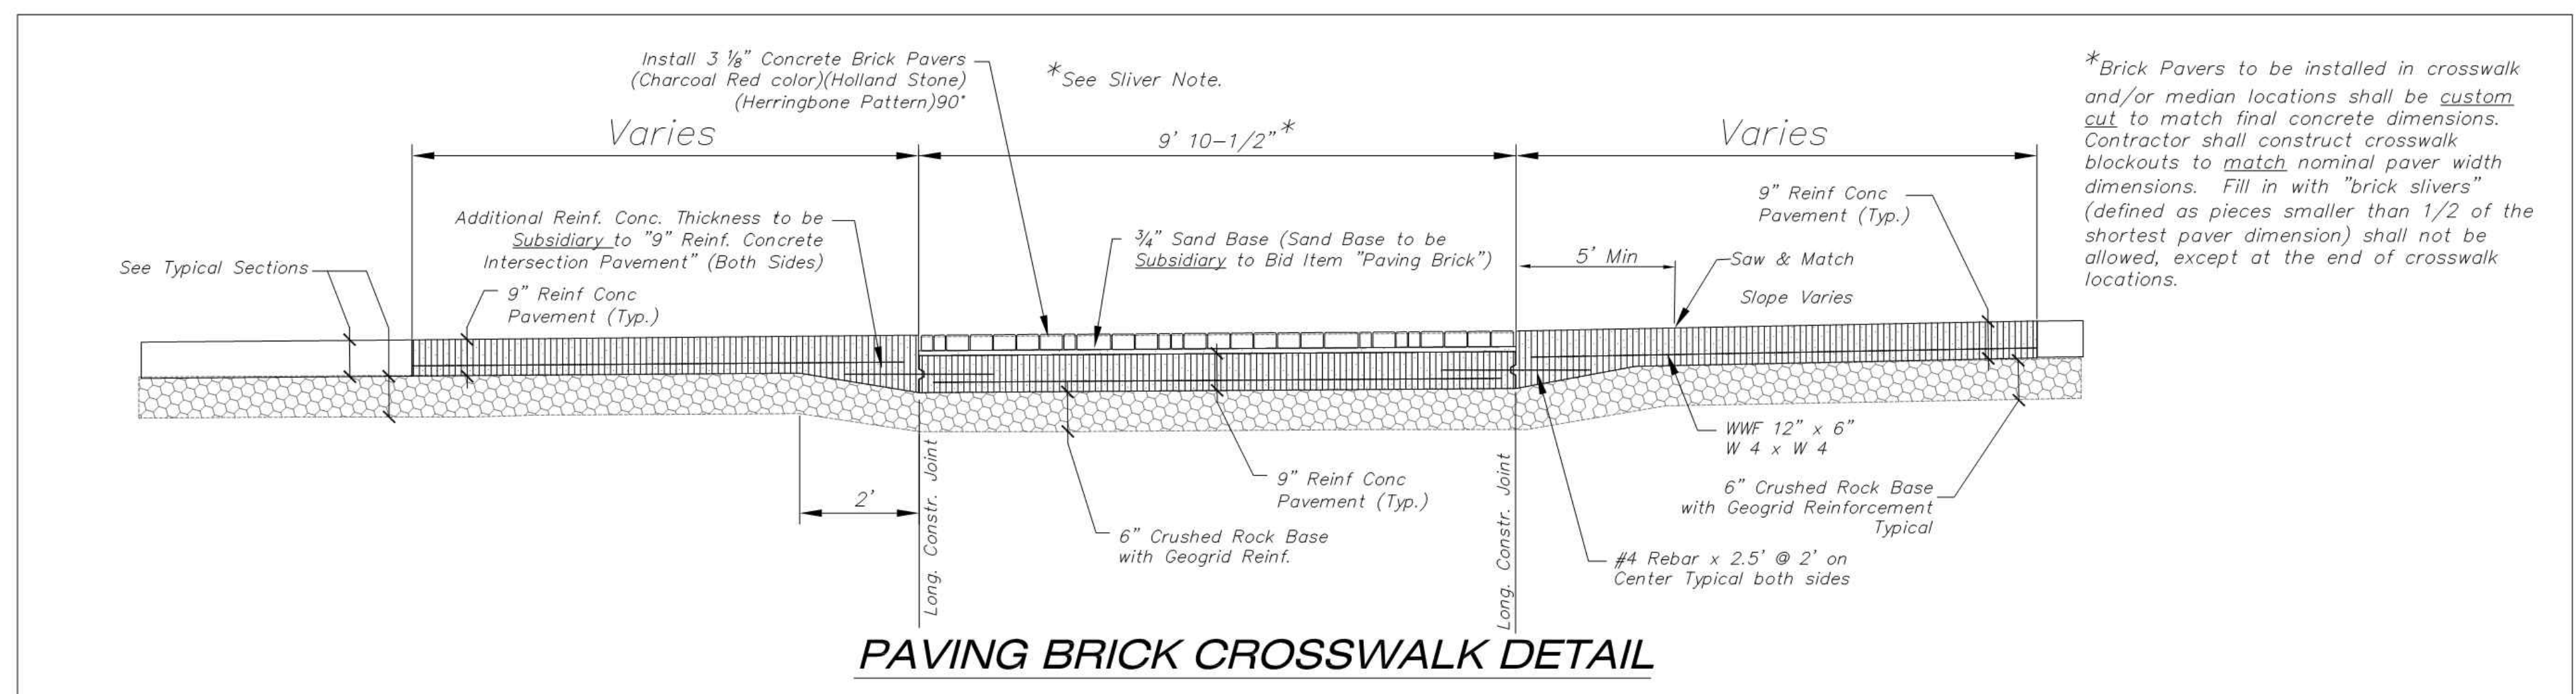 Install 3 ⅛" Concrete Brick Pavers
(Charcoal Red color)(Holland Stone)
(Herringbone Pattern)90°
*See Sliver Note.
*Brick Pavers to be installed in crosswalk
and/or median locations shall be custom
cut to match final concrete dimensions.
Contractor shall construct crosswalk
blockouts to match nominal paver width
dimensions. Fill in with "brick slivers"
(defined as pieces smaller than 1/2 of the
shortest paver dimension) shall not be
allowed, except at the end of crosswalk
locations.
Varies
9' 10-1/2"*
Varies
Additional Reinf. Conc. Thickness to be
Subsidiary to "9" Reinf. Concrete
Intersection Pavement" (Both Sides)
¾" Sand Base (Sand Base to be
Subsidiary to Bid Item "Paving Brick")
9" Reinf Conc
Pavement (Typ.)
5' Min
Saw & Match
Slope Varies
See Typical Sections
9" Reinf Conc
Pavement (Typ.)
2'
Long. Constr. Joint
6" Crushed Rock Base
with Geogrid Reinf.
9" Reinf Conc
Pavement (Typ.)
Long. Constr. Joint
WWF 12" x 6"
W 4 x W 4
6" Crushed Rock Base
with Geogrid Reinforcement
Typical
#4 Rebar x 2.5' @ 2' on
Center Typical both sides
PAVING BRICK CROSSWALK DETAIL